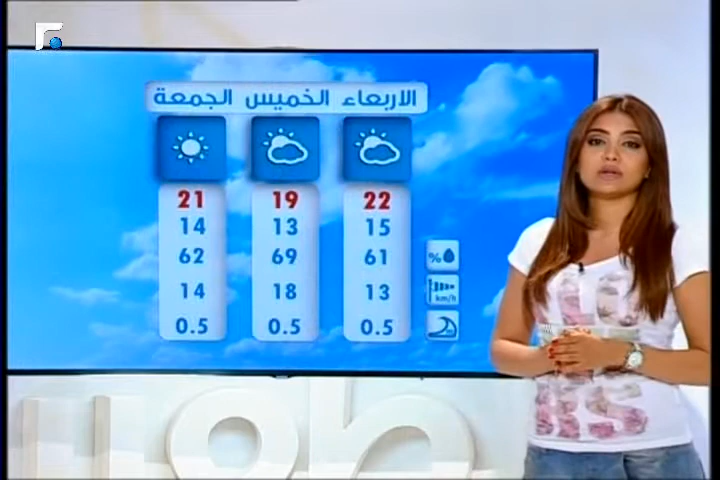 الاربعاء الخميس الجمعة
21 19 22
14 13 15
62 69 61 %
14 18 13 km/h
0.5 0.5 0.5